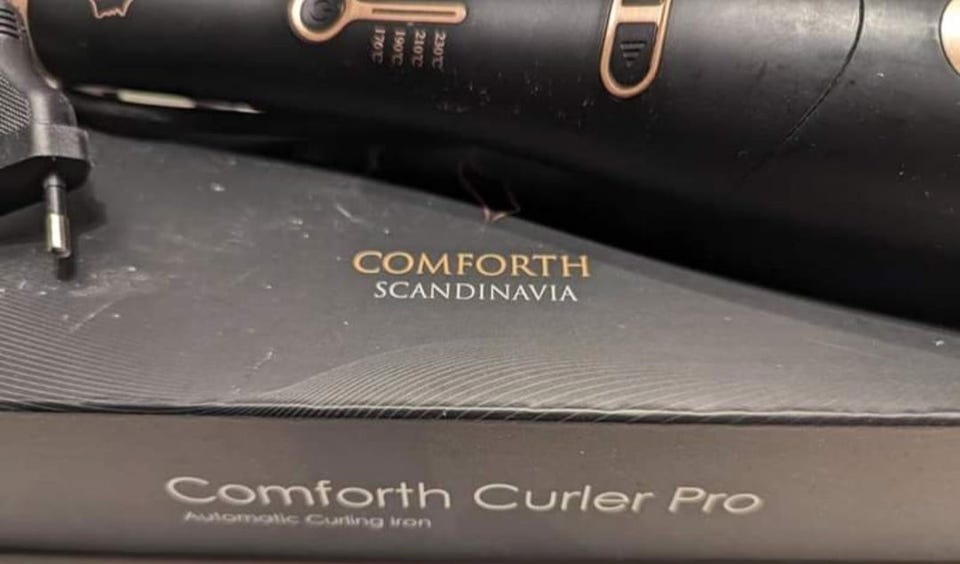 230°C
210°C
190°C
170°C
COMFORTH
SCANDINAVIA
Comforth Curler Pro
Automatic Curling Iron